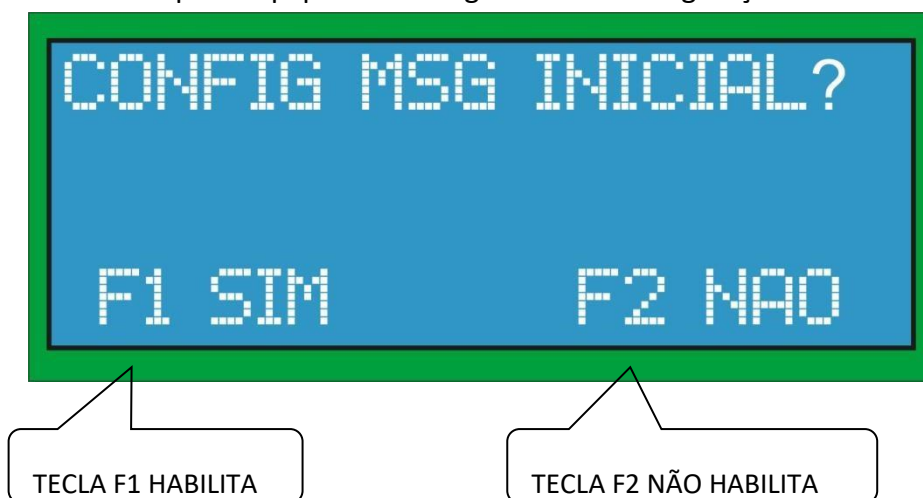 CONFIG MSG INICIAL?
F1 SIM F2 NAO
TECLA F1 HABILITA TECLA F2 NÃO HABILITA